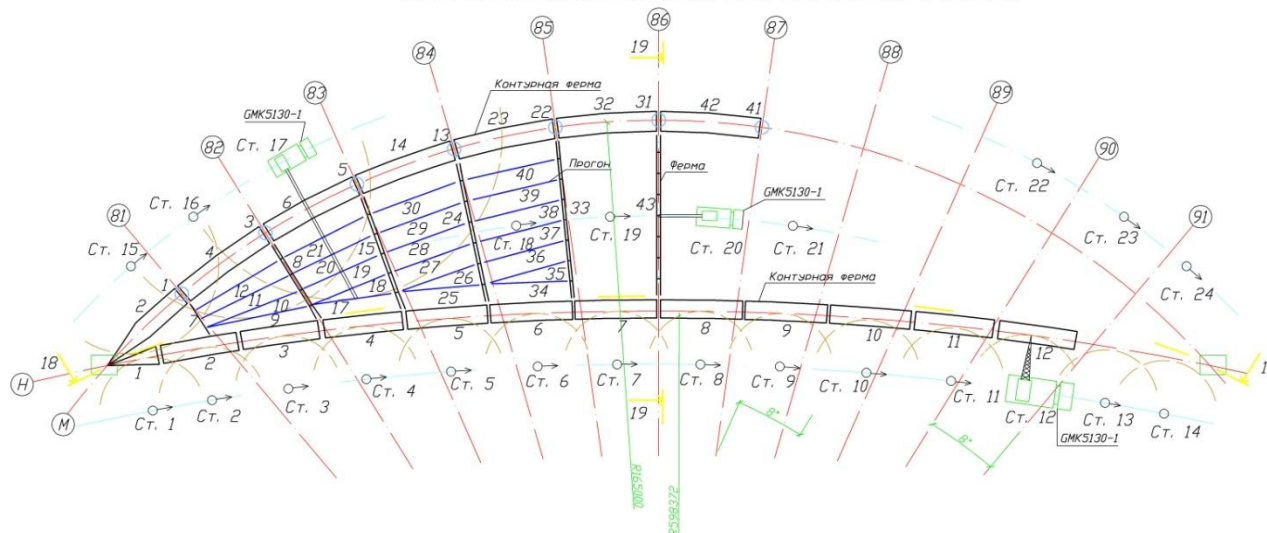 86
85
19
87
84
Контурная ферма
32
31
42
41
88
83
GMK5130-1
23
22
89
Ст. 17
14
13
82
Прогон
Ферма
90
5
40
Ст. 22
6
39
GMK5130-1
81
Ст. 16
3
30
24
38
33
43
91
29
Ст. 18
Ст. 19
Ст. 20
Ст. 21
Ст. 23
Ст. 15
4
21
8
20
15
28
37
36
19
27
26
35
Контурная ферма
Ст. 24
1
12
11
10
18
17
25
34
2
7
9
18
1
2
3
4
5
6
7
8
9
10
11
12
1
Н
М
Ст. 1
Ст. 2
Ст. 3
Ст. 4
Ст. 5
Ст. 6
Ст. 7
Ст. 8
Ст. 9
Ст. 10
Ст. 11
Ст. 12
Ст. 13
Ст. 14
19
8°
8°
GMK5130-1
R165000
R598372